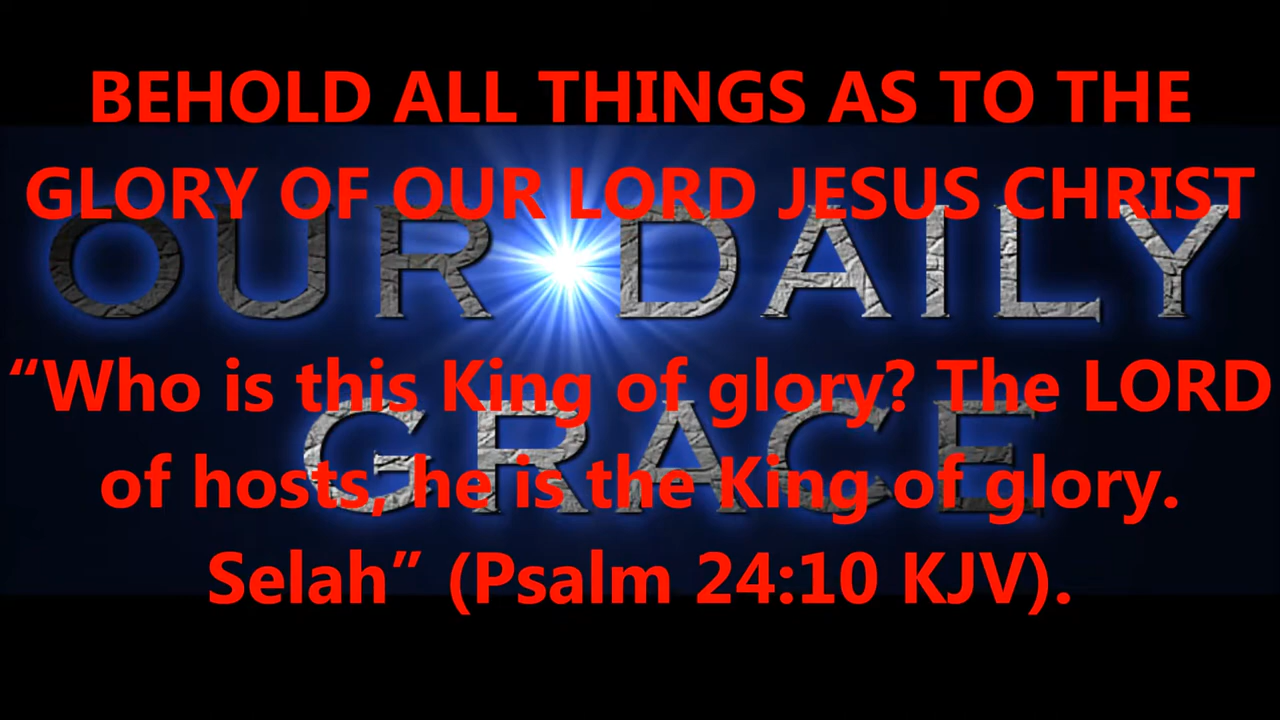 BEHOLD ALL THINGS AS TO THE
GLORY OF OUR LORD JESUS CHRIST
OUR DAILY
“Who is this King of glory? The LORD
GRACE
of hosts, he is the King of glory.
Selah” (Psalm 24:10 KJV).